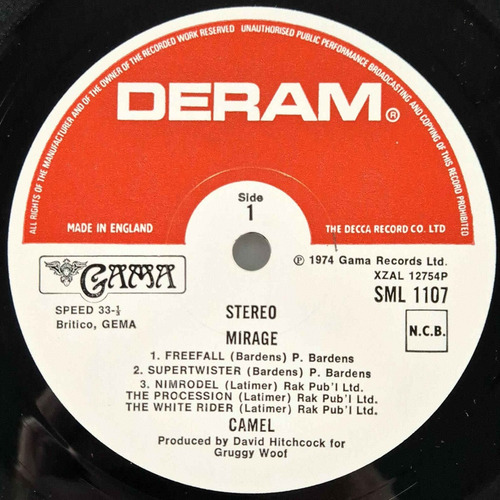 ALL RIGHTS OF THE MANUFACTURER AND OF THE OWNER OF THE RECORDED WORK RESERVED UNAUTHORISED PUBLIC PERFORMANCE BROADCASTING AND COPYING OF THIS RECORD PROHIBITED
DERAM®
Side
1
MADE IN ENGLAND
THE DECCA RECORD CO. LTD.
GAMA
℗ 1974 Gama Records Ltd.
XZAL 12754P
SML 1107
SPEED 33-⅓
Britico, GEMA
N.C.B.
STEREO
MIRAGE
1. FREEFALL (Bardens) P. Bardens
2. SUPERTWISTER (Bardens) P. Bardens
3. NIMRODEL (Latimer) Rak Pub'l Ltd.
THE PROCESSION (Latimer) Rak Pub'l Ltd.
THE WHITE RIDER (Latimer) Rak Pub'l Ltd.
CAMEL
Produced by David Hitchcock for
Gruggy Woof